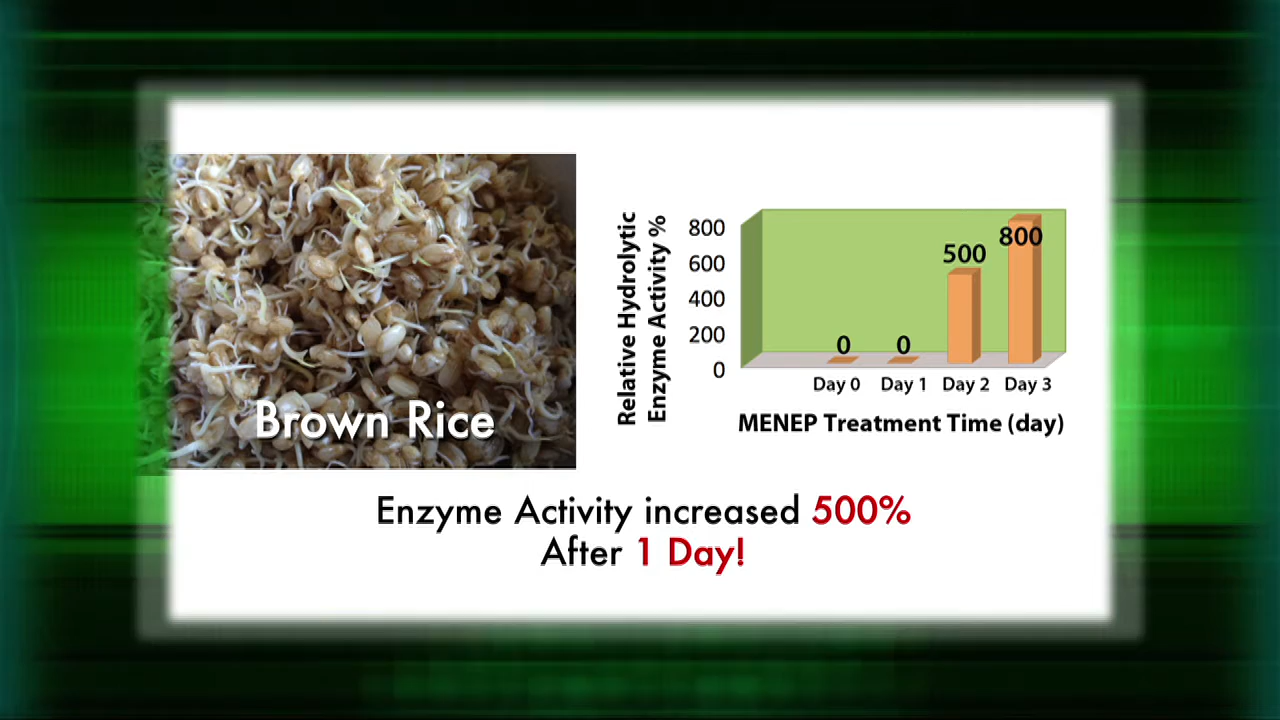 Brown Rice
Relative Hydrolytic
Enzyme Activity %
800
600
400
200
0
0
0
500
800
Day 0
Day 1
Day 2
Day 3
MENEP Treatment Time (day)
Enzyme Activity increased 500%
After 1 Day!